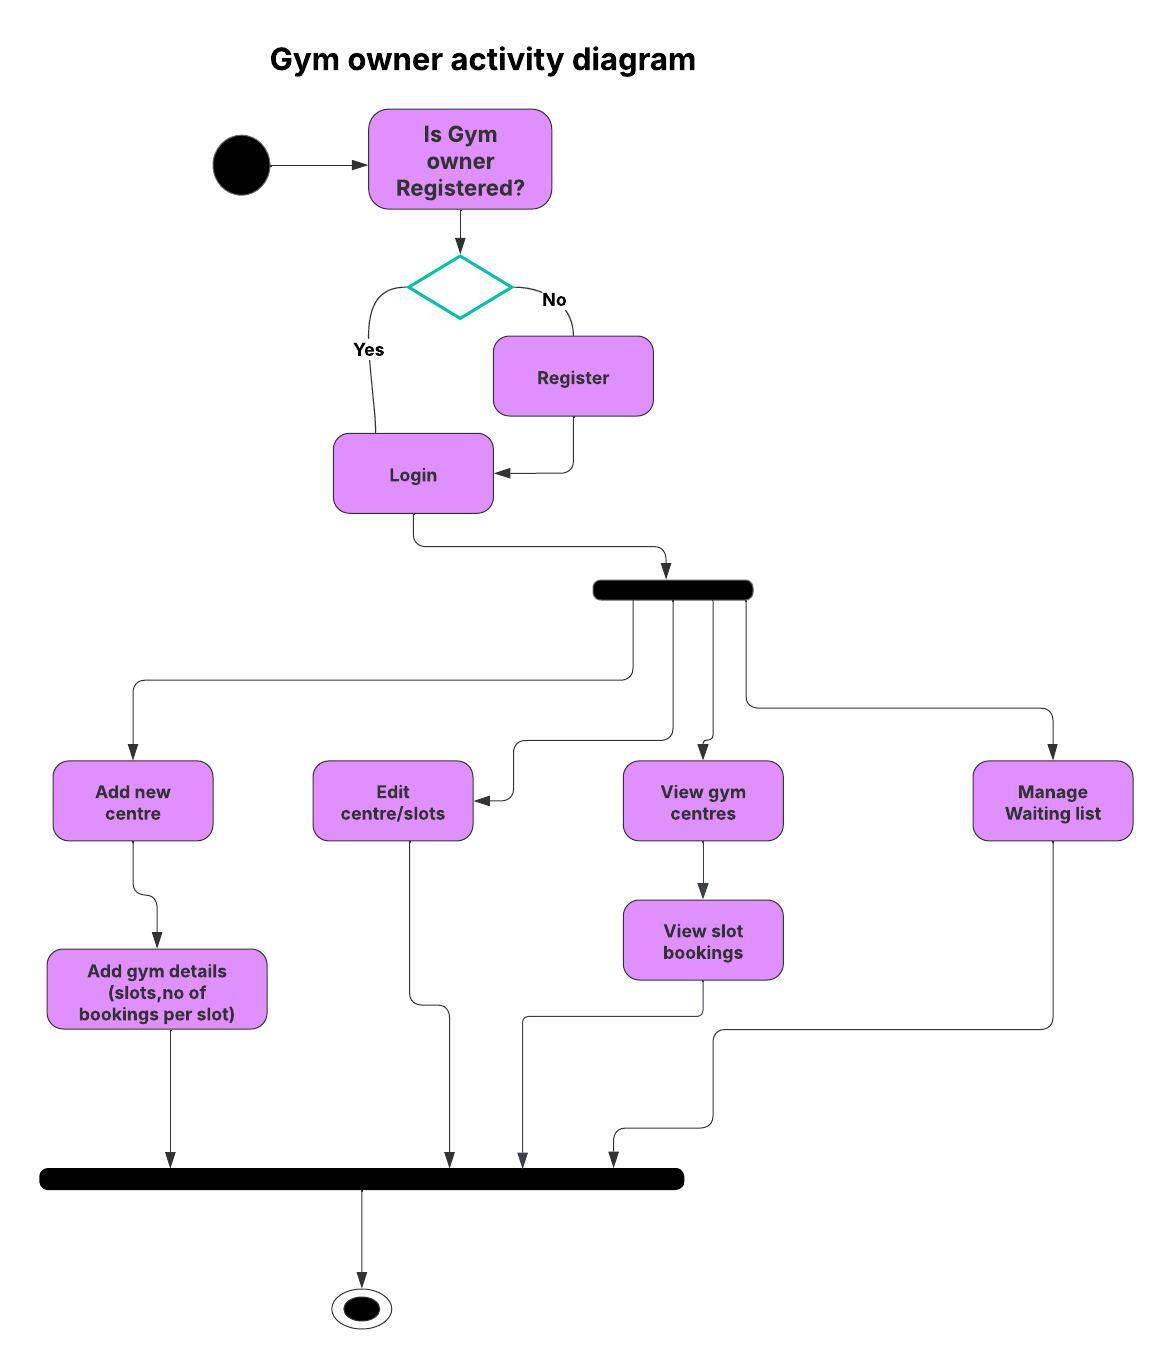 Gym owner activity diagram
Is Gym
owner
Registered?
No
Yes
Register
Login
Add new
centre
Edit
centre/slots
View gym
centres
Manage
Waiting list
View slot
bookings
Add gym details
(slots,no of
bookings per slot)